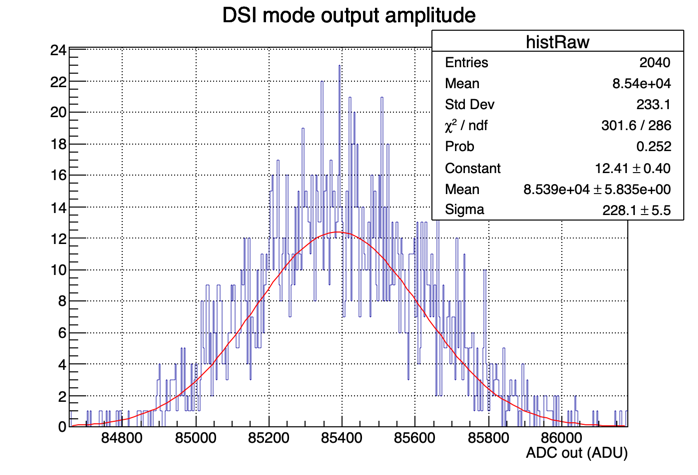 DSI mode output amplitude
histRaw
Entries 2040
Mean 8.54e+04
Std Dev 233.1
χ² / ndf 301.6 / 286
Prob 0.252
Constant 12.41 ± 0.40
Mean 8.539e+04 ± 5.835e+00
Sigma 228.1 ± 5.5
24
22
20
18
16
14
12
10
8
6
4
2
0
84800 85000 85200 85400 85600 85800 86000
ADC out (ADU)